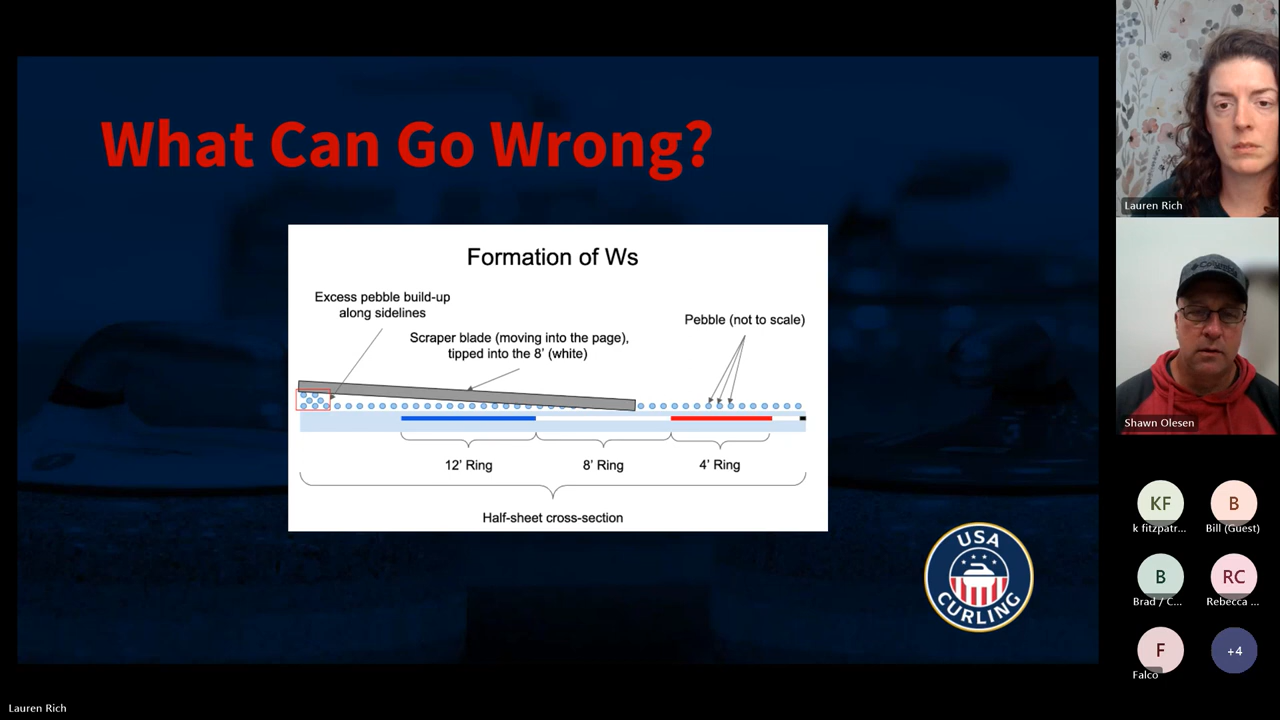 What Can Go Wrong?
Formation of Ws
Excess pebble build-up
along sidelines
Scraper blade (moving into the page),
tipped into the 8' (white)
Pebble (not to scale)
12' Ring
8' Ring
4' Ring
Half-sheet cross-section
USA
CURLING
Lauren Rich
Columbia
Shawn Olesen
KF
k fitzpatr...
B
Bill (Guest)
B
Brad / C...
RC
Rebecca ...
F
Falco
+4
Lauren Rich